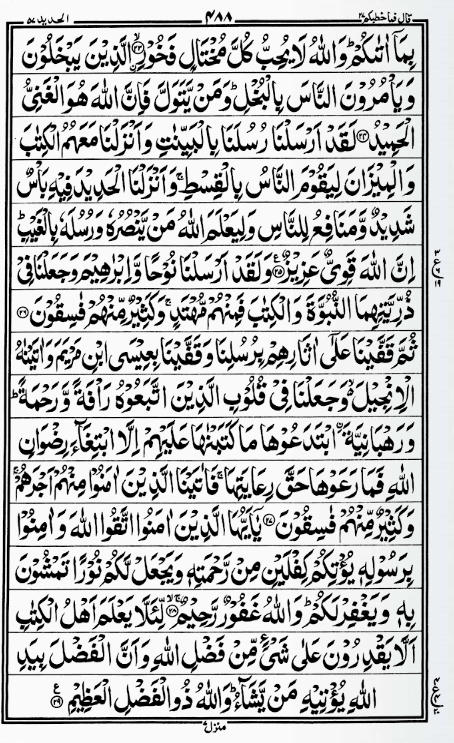 قال فما خطبكم ٢٧ ٤٨٨ الحديد ٥٧
بِمَاۤ اٰتٰىكُمْ ؕ وَاللّٰهُ لَا يُحِبُّ كُلَّ مُخْتَالٍ فَخُوْرِ ۙ﴿۲۳﴾ الَّذِيْنَ يَبْخَلُوْنَ
وَيَاْمُرُوْنَ النَّاسَ بِالْبُخْلِ ؕ وَمَنْ يَّتَوَلَّ فَاِنَّ اللّٰهَ هُوَ الْغَنِيُّ
الْحَمِيْدُ ﴿۲۴﴾ لَقَدْ اَرْسَلْنَا رُسُلَنَا بِالْبَيِّنٰتِ وَاَنْزَلْنَا مَعَهُمُ الْكِتٰبَ
وَالْمِيْزَانَ لِيَقُوْمَ النَّاسُ بِالْقِسْطِ ۚ وَاَنْزَلْنَا الْحَدِيْدَ فِيْهِ بَاْسٌ
شَدِيْدٌ وَّمَنَافِعُ لِلنَّاسِ وَلِيَعْلَمَ اللّٰهُ مَنْ يَّنْصُرُهٗ وَرُسُلَهٗ بِالْغَيْبِ ؕ
اِنَّ اللّٰهَ قَوِيٌّ عَزِيْزٌ ﴿۲۵﴾ وَلَقَدْ اَرْسَلْنَا نُوْحًا وَّاِبْرٰهِيْمَ وَجَعَلْنَا فِيْ
ذُرِّيَّتِهِمَا النُّبُوَّةَ وَالْكِتٰبَ فَمِنْهُمْ مُّهْتَدٍ ۚ وَكَثِيْرٌ مِّنْهُمْ فٰسِقُوْنَ ﴿۲۶﴾
ثُمَّ قَفَّيْنَا عَلٰۤى اٰثَارِهِمْ بِرُسُلِنَا وَقَفَّيْنَا بِعِيْسَى ابْنِ مَرْيَمَ وَاٰتَيْنٰهُ
الْاِنْجِيْلَ ۙ وَجَعَلْنَا فِيْ قُلُوْبِ الَّذِيْنَ اتَّبَعُوْهُ رَاْفَةً وَّرَحْمَةً ؕ
وَرَهْبَانِيَّةَ ۨ ابْتَدَعُوْهَا مَا كَتَبْنٰهَا عَلَيْهِمْ اِلَّا ابْتِغَآءَ رِضْوَانِ
اللّٰهِ فَمَا رَعَوْهَا حَقَّ رِعَايَتِهَا ۚ فَاٰتَيْنَا الَّذِيْنَ اٰمَنُوْا مِنْهُمْ اَجْرَهُمْ ۚ
وَكَثِيْرٌ مِّنْهُمْ فٰسِقُوْنَ ﴿۲۷﴾ يٰۤاَيُّهَا الَّذِيْنَ اٰمَنُوا اتَّقُوا اللّٰهَ وَاٰمِنُوْا
بِرَسُوْلِهٖ يُؤْتِكُمْ كِفْلَيْنِ مِنْ رَّحْمَتِهٖ وَيَجْعَلْ لَّكُمْ نُوْرًا تَمْشُوْنَ
بِهٖ وَيَغْفِرْ لَكُمْ ؕ وَاللّٰهُ غَفُوْرٌ رَّحِيْمٌ ۙ﴿۲۸﴾ لِّئَلَّا يَعْلَمَ اَهْلُ الْكِتٰبِ
اَلَّا يَقْدِرُوْنَ عَلٰى شَيْءٍ مِّنْ فَضْلِ اللّٰهِ وَاَنَّ الْفَضْلَ بِيَدِ
اللّٰهِ يُؤْتِيْهِ مَنْ يَّشَآءُ ؕ وَاللّٰهُ ذُو الْفَضْلِ الْعَظِيْمِ ﴿۲۹﴾